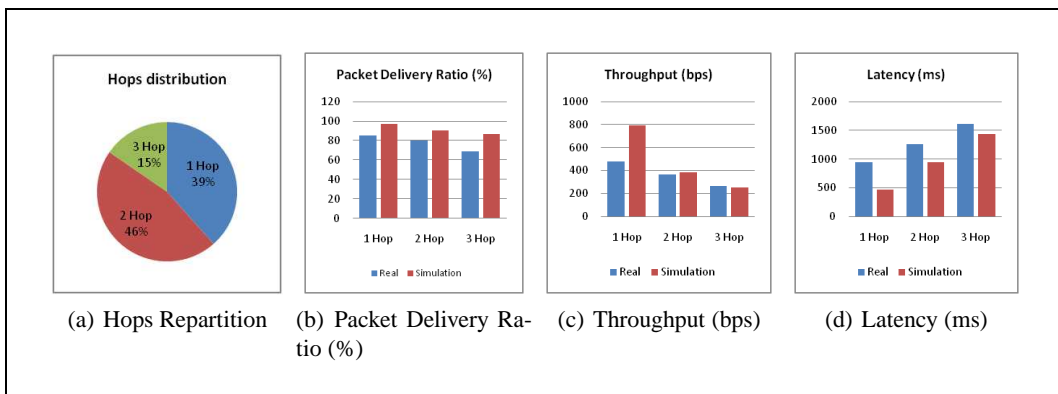 Hops distribution
3 Hop
15%
1 Hop
39%
2 Hop
46%
(a) Hops Repartition
Packet Delivery Ratio (%)
120
100
80
60
40
20
0
1 Hop 2 Hop 3 Hop
Real Simulation
(b) Packet Delivery Ra-
tio (%)
Throughput (bps)
1000
800
600
400
200
0
1 Hop 2 Hop 3 Hop
Real Simulation
(c) Throughput (bps)
Latency (ms)
2000
1500
1000
500
0
1 Hop 2 Hop 3 Hop
Real Simulation
(d) Latency (ms)